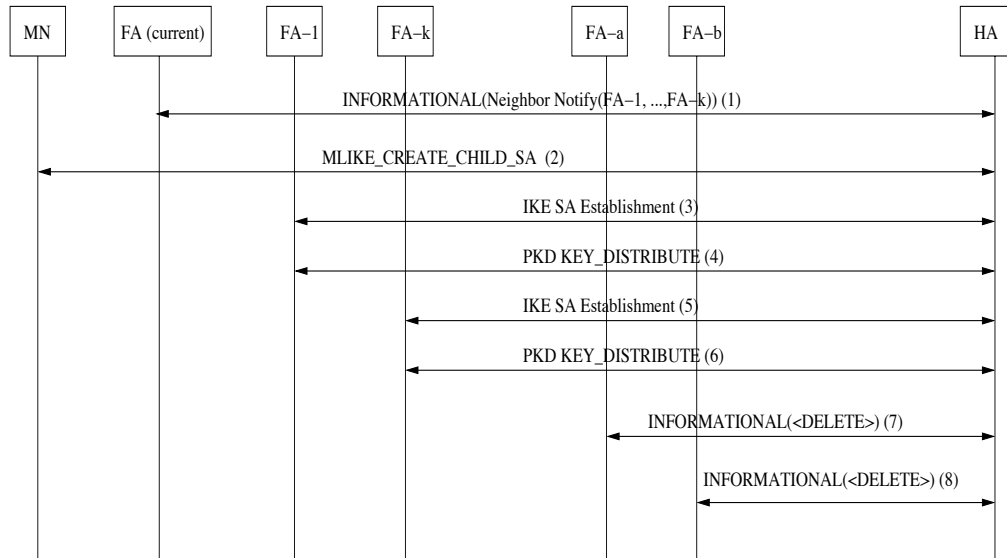 MN
FA (current)
FA–1
FA–k
FA–a
FA–b
HA
INFORMATIONAL(Neighbor Notify(FA–1, ...,FA–k)) (1)
MLIKE_CREATE_CHILD_SA (2)
IKE SA Establishment (3)
PKD KEY_DISTRIBUTE (4)
IKE SA Establishment (5)
PKD KEY_DISTRIBUTE (6)
INFORMATIONAL(<DELETE>) (7)
INFORMATIONAL(<DELETE>) (8)